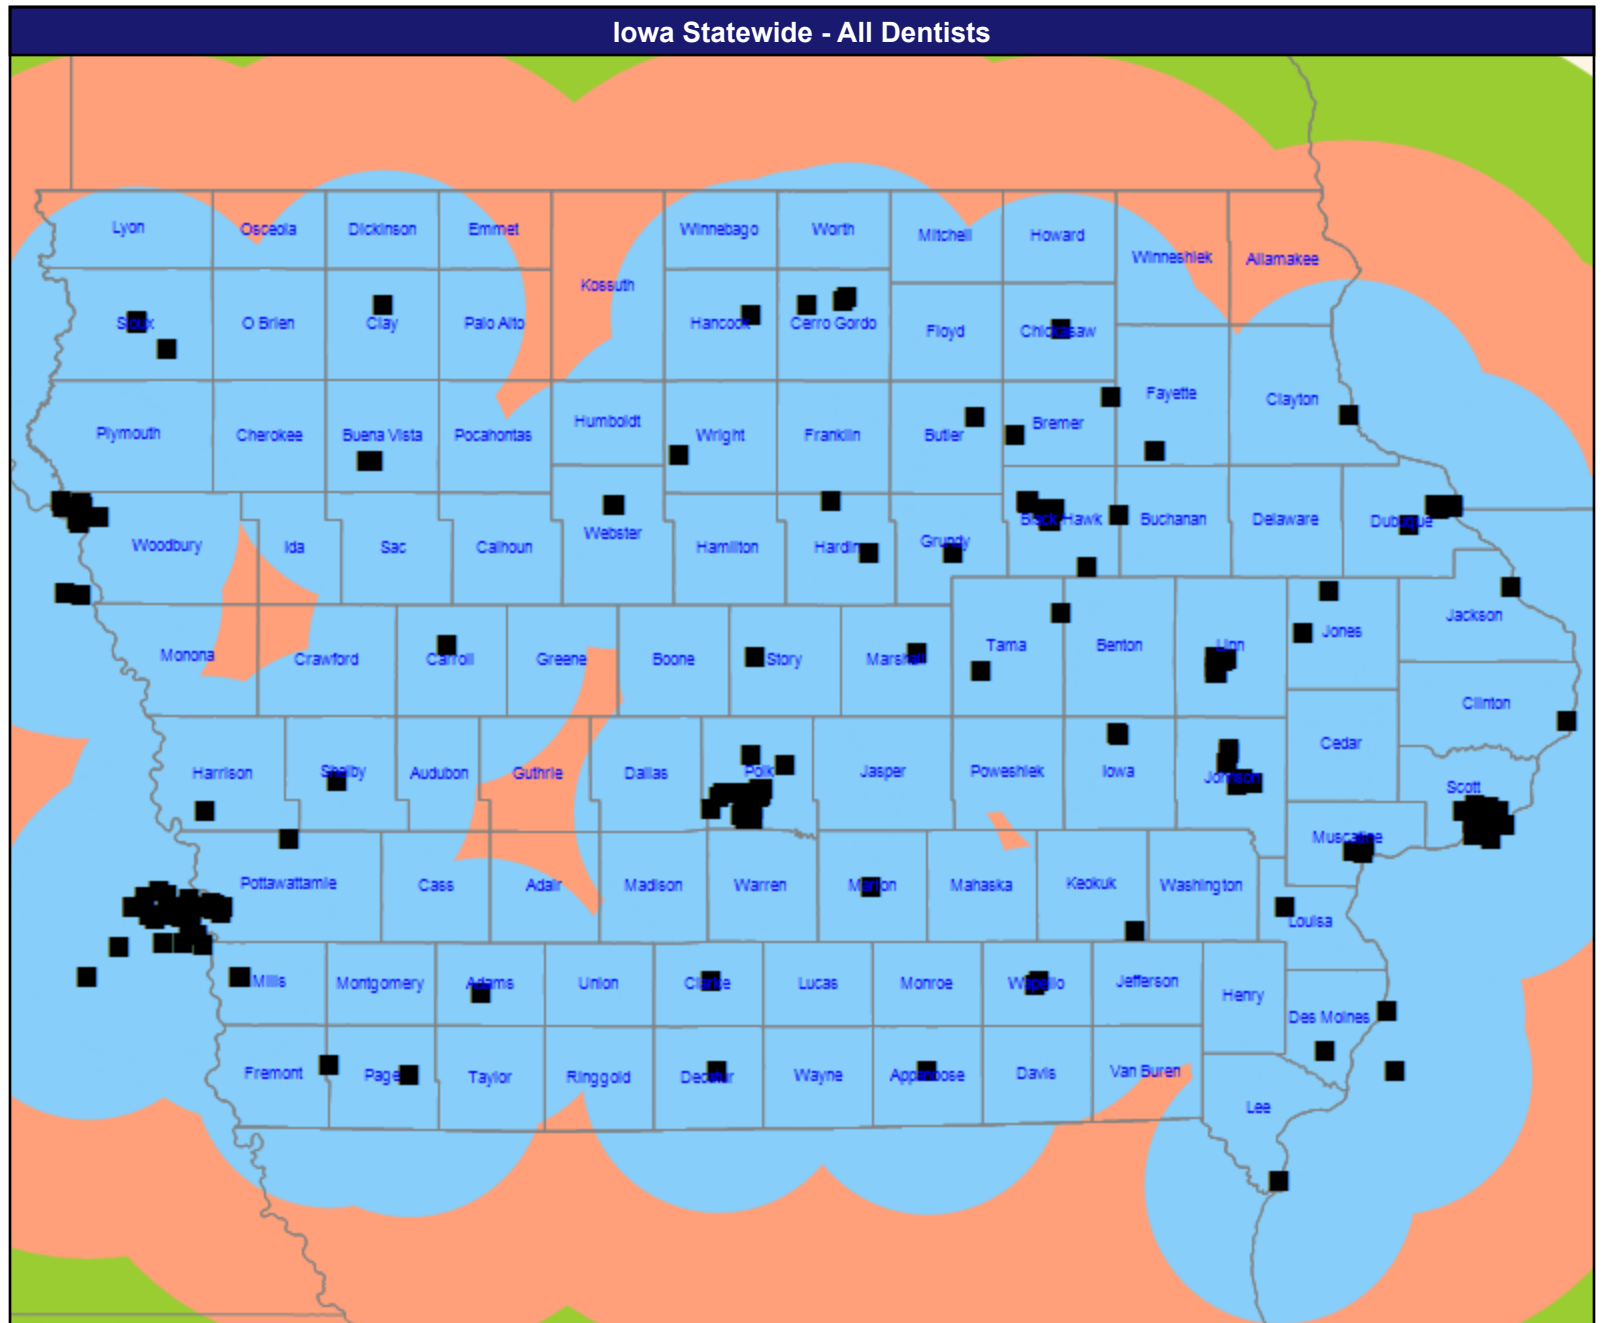 Iowa Statewide - All Dentists
Lyon
Osceola
Dickinson
Emmet
Winnebago
Worth
Mitchell
Howard
Winneshiek
Allamakee
Kossuth
Sioux
O Brien
Clay
Palo Alto
Hancock
Cerro Gordo
Floyd
Chickasaw
Plymouth
Cherokee
Buena Vista
Pocahontas
Humboldt
Wright
Franklin
Butler
Bremer
Fayette
Clayton
Woodbury
Ida
Sac
Calhoun
Webster
Hamilton
Hardin
Grundy
Black Hawk
Buchanan
Delaware
Dubuque
Monona
Crawford
Carroll
Greene
Boone
Story
Marshall
Tama
Benton
Linn
Jones
Jackson
Clinton
Harrison
Shelby
Audubon
Guthrie
Dallas
Polk
Jasper
Poweshiek
Iowa
Johnson
Cedar
Scott
Muscatine
Pottawattamie
Cass
Adair
Madison
Warren
Marion
Mahaska
Keokuk
Washington
Louisa
Mills
Montgomery
Adams
Union
Clarke
Lucas
Monroe
Wapello
Jefferson
Henry
Des Moines
Fremont
Page
Taylor
Ringgold
Decatur
Wayne
Appanoose
Davis
Van Buren
Lee